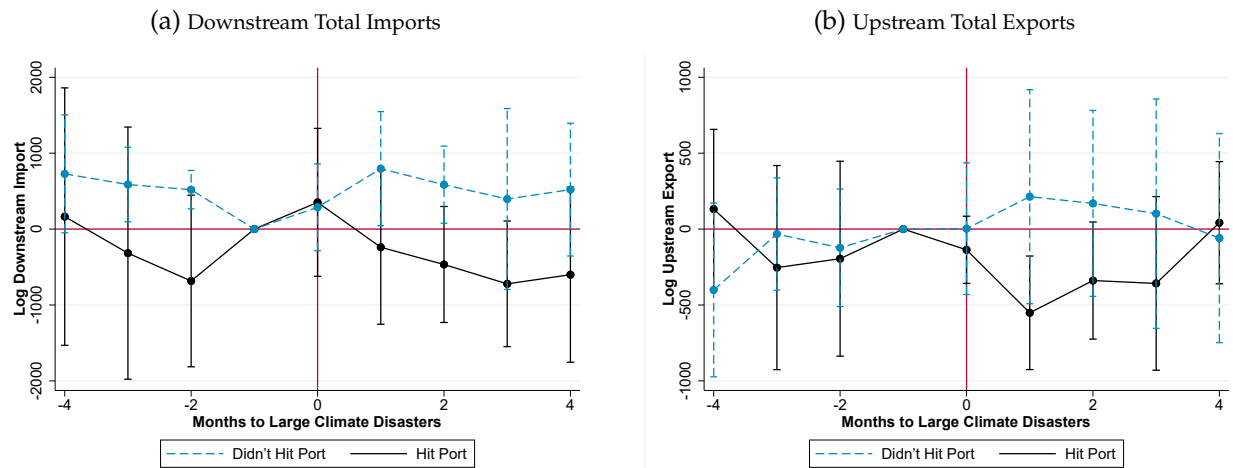 (a) Downstream Total Imports
2000
1000
0
-1000
-2000
Log Downstream Import
-4
-2
0
2
4
Months to Large Climate Disasters
Didn't Hit Port
Hit Port
(b) Upstream Total Exports
1000
500
0
-500
-1000
Log Upstream Export
-4
-2
0
2
4
Months to Large Climate Disasters
Didn't Hit Port
Hit Port